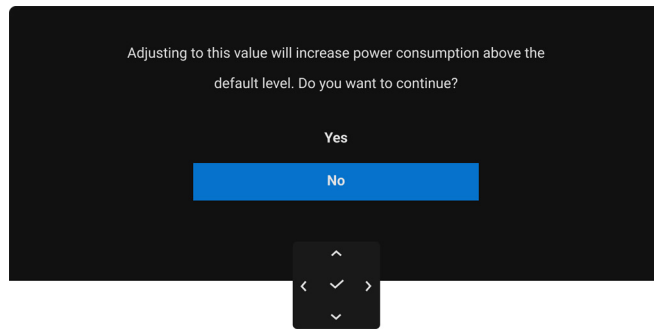 Adjusting to this value will increase power consumption above the
default level. Do you want to continue?
Yes
No